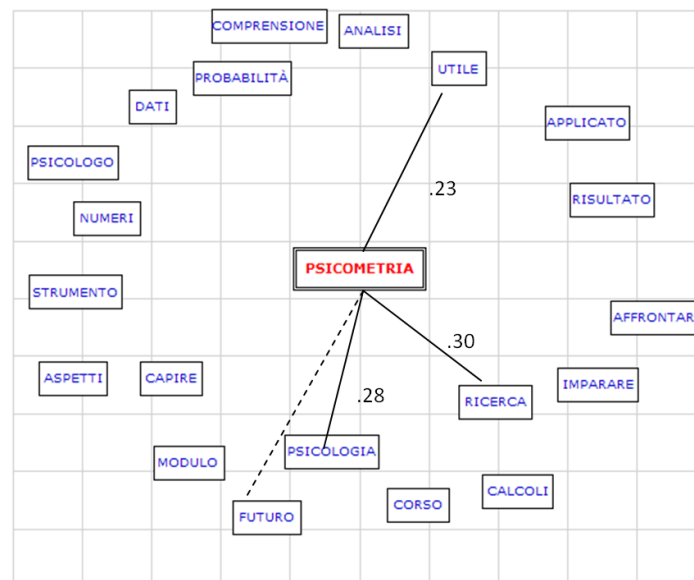 COMPRENSIONE
ANALISI
UTILE
PROBABILITÀ
DATI
APPLICATO
PSICOLOGO
.23
RISULTATO
NUMERI
PSICOMETRIA
STRUMENTO
AFFRONTAR
.30
ASPETTI
CAPIRE
IMPARARE
.28
RICERCA
PSICOLOGIA
MODULO
CALCOLI
CORSO
FUTURO